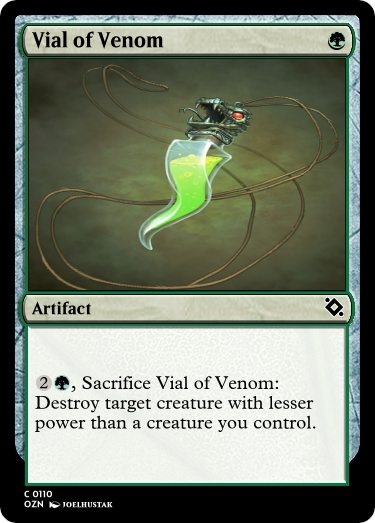 Vial of Venom
Artifact
2, Sacrifice Vial of Venom:
Destroy target creature with lesser
power than a creature you control.
C 0110
OZN JOELHUSTAK